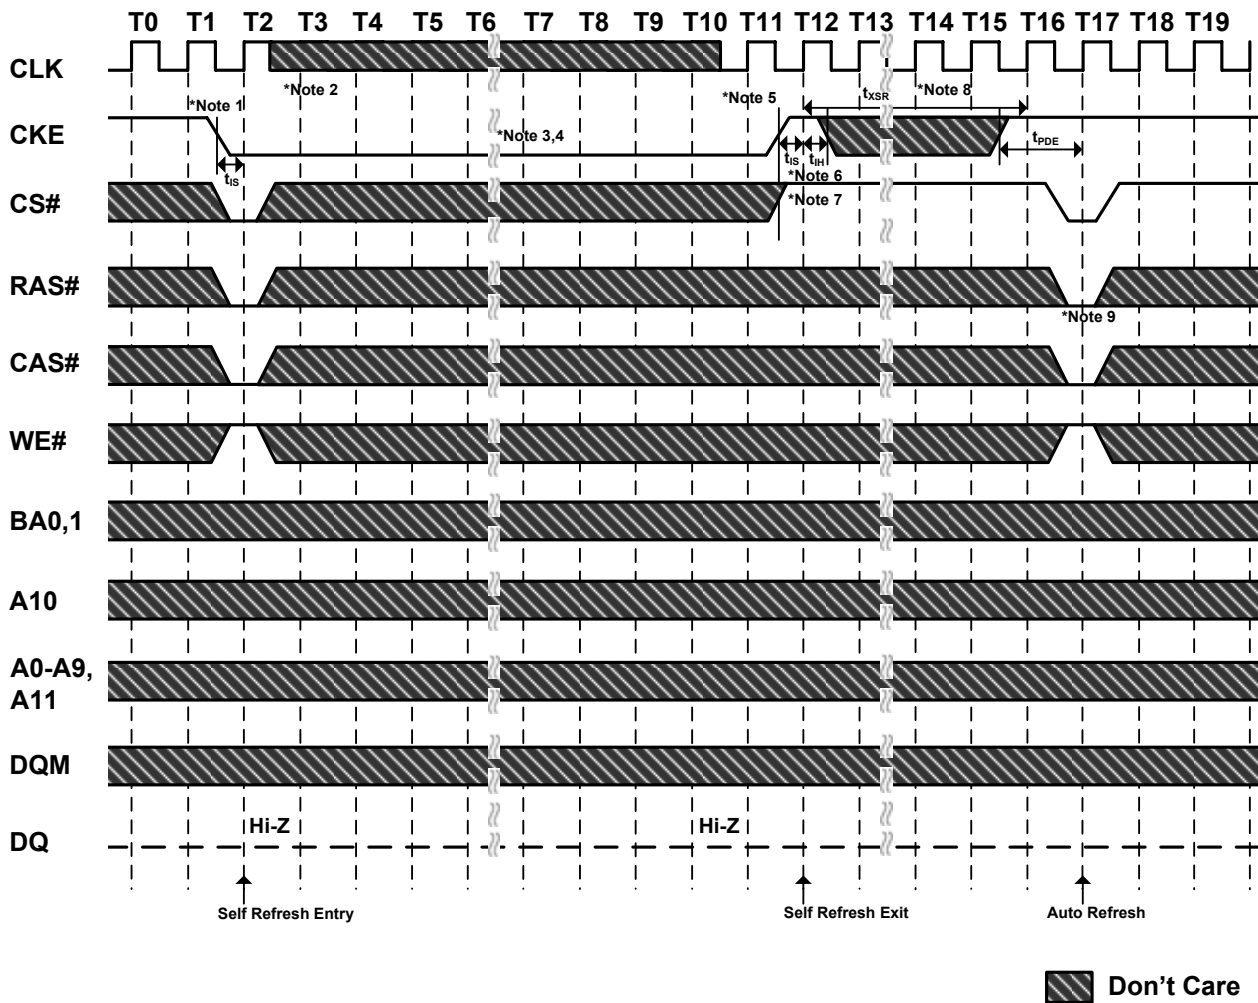 T0 T1 T2 T3 T4 T5 T6 T7 T8 T9 T10 T11 T12 T13 T14 T15 T16 T17 T18 T19
CLK
*Note 2
*Note 1
*Note 5
tXSR
*Note 8
CKE
*Note 3,4
tIS
tIS
tIH
tPDE
*Note 6
CS#
*Note 7
RAS#
*Note 9
CAS#
WE#
BA0,1
A10
A0-A9,
A11
DQM
Hi-Z
Hi-Z
DQ
Self Refresh Entry
Self Refresh Exit
Auto Refresh
Don't Care